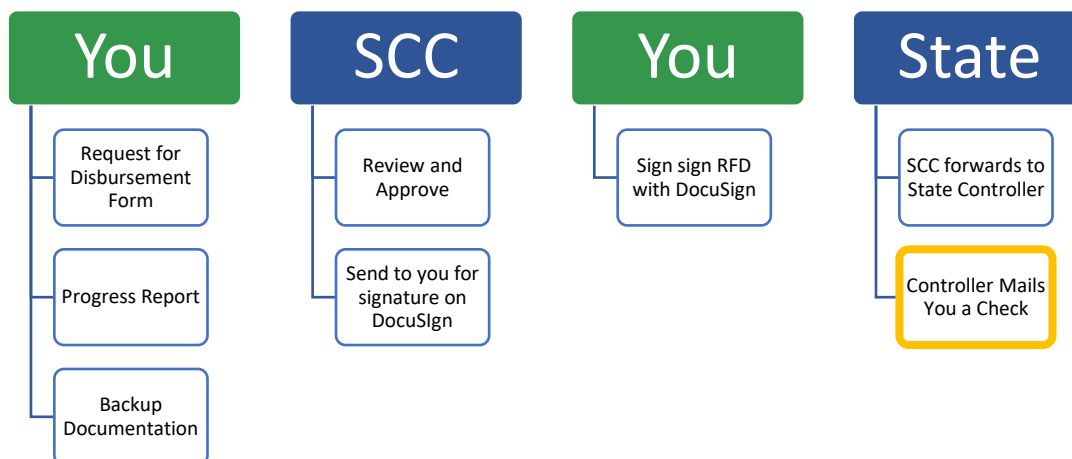 You
Request for
Disbursement
Form
Progress Report
Backup
Documentation
SCC
Review and
Approve
Send to you for
signature on
DocuSIgn
You
Sign sign RFD
with DocuSign
State
SCC forwards to
State Controller
Controller Mails
You a Check